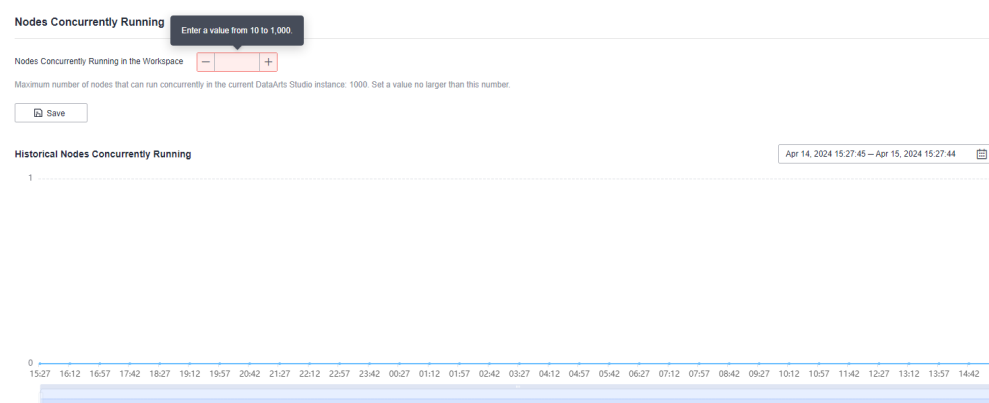 Nodes Concurrently Running
Enter a value from 10 to 1,000.
Nodes Concurrently Running in the Workspace
Maximum number of nodes that can run concurrently in the current DataArts Studio instance: 1000. Set a value no larger than this number.
Save
Historical Nodes Concurrently Running
Apr 14, 2024 15:27:45 – Apr 15, 2024 15:27:44
1
0
15:27 16:12 16:57 17:42 18:27 19:12 19:57 20:42 21:27 22:12 22:57 23:42 00:27 01:12 01:57 02:42 03:27 04:12 04:57 05:42 06:27 07:12 07:57 08:42 09:27 10:12 10:57 11:42 12:27 13:12 13:57 14:42